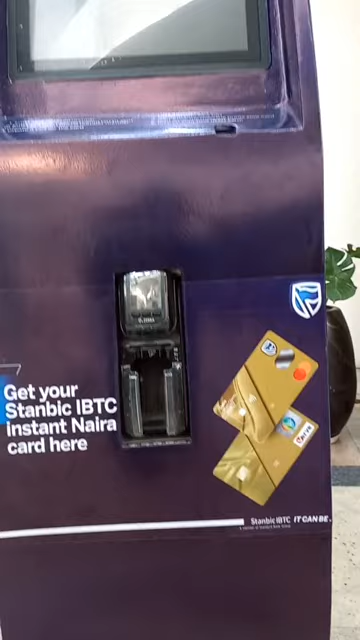 Get your
Stanbic IBTC
instant Naira
card here
Stanbic IBTC IT CAN BE.